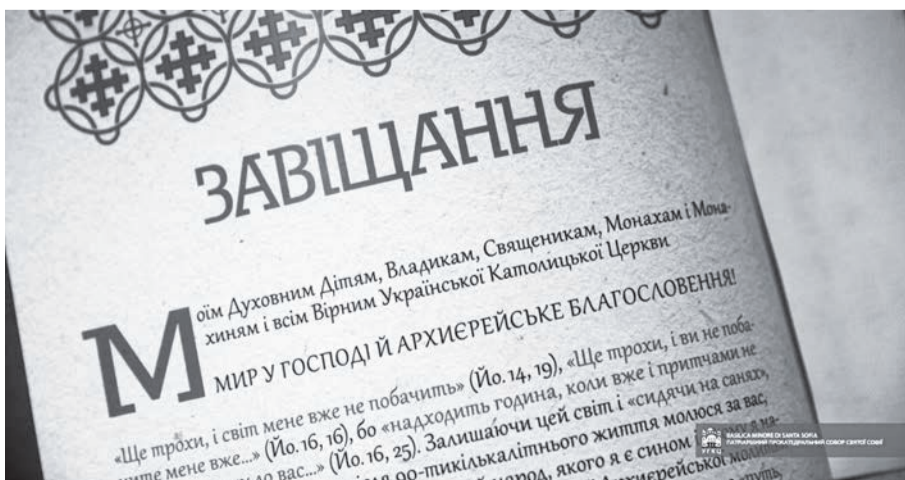 ЗАВІЩАННЯ
Моїм Духовним Дітям, Владикам, Священикам, Монахам і Мона-
хиням і всім Вірним Української Католицької Церкви
МИР У ГОСПОДІ Й АРХИЄРЕЙСЬКЕ БЛАГОСЛОВЕННЯ!
«Ще трохи, і світ мене вже не побачить» (Йо. 14, 19), «Ще трохи, і ви не поба-
чите мене вже...» (Йо. 16, 16), бо «надходить година, коли вже і притчами не
до вас...» (Йо. 16, 25). Залишаючи цей світ і «сидячи на санях»,
90-тикількалітнього життя молюся за вас,
народ, якого я є сином
Архиєрейської
BASILICA MINORE DI SANTA SOFIA
ПАТРІАРШИЙ ПРОКАТЕДРАЛЬНИЙ СОБОР СВЯТОЇ СОФІЇ
УГКЦ